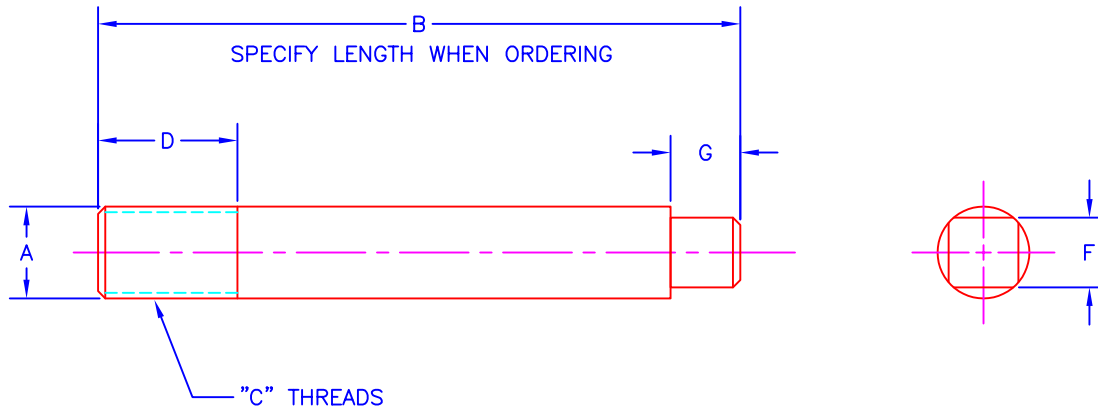 B
SPECIFY LENGTH WHEN ORDERING
D
G
A
F
"C" THREADS